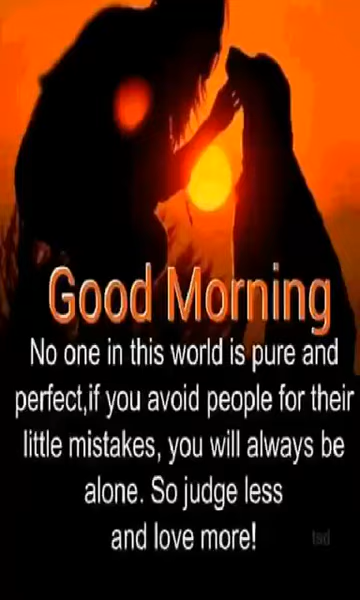 Good Morning
No one in this world is pure and
perfect,if you avoid people for their
little mistakes, you will always be
alone. So judge less
and love more!